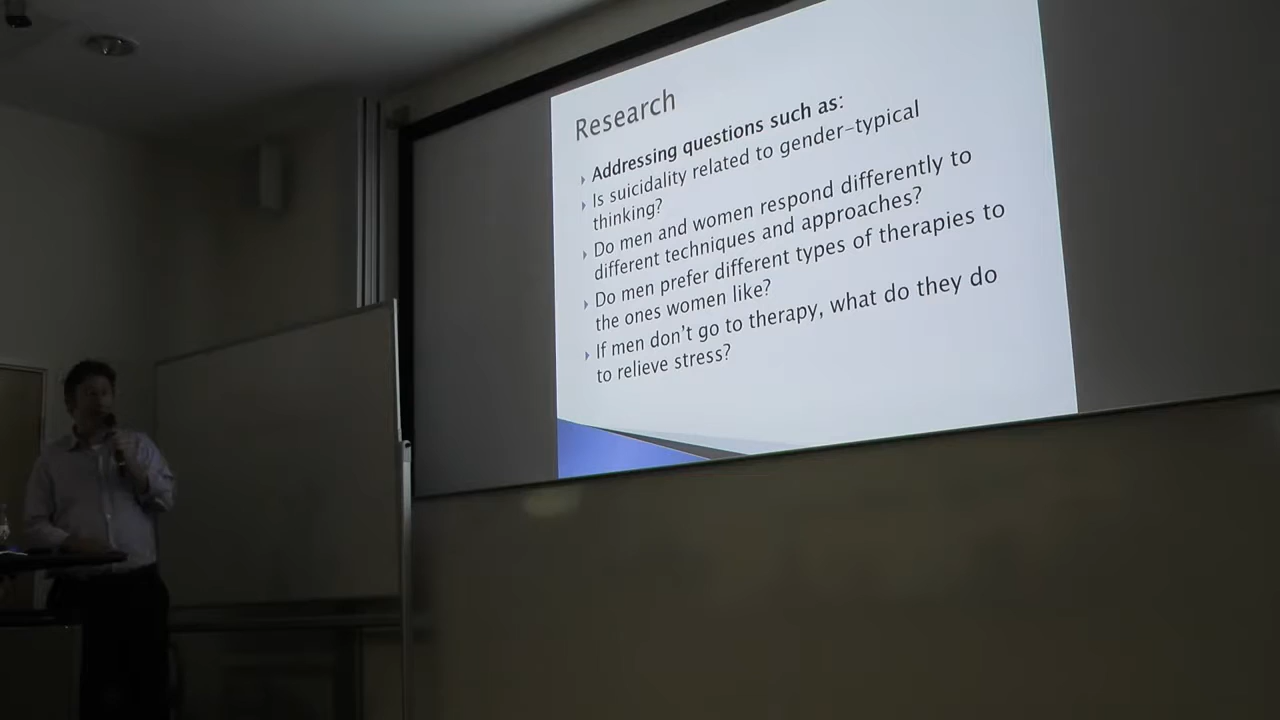 Research
Addressing questions such as:
Is suicidality related to gender-typical
thinking?
Do men and women respond differently to
different techniques and approaches?
Do men prefer different types of therapies to
the ones women like?
If men don't go to therapy, what do they do
to relieve stress?